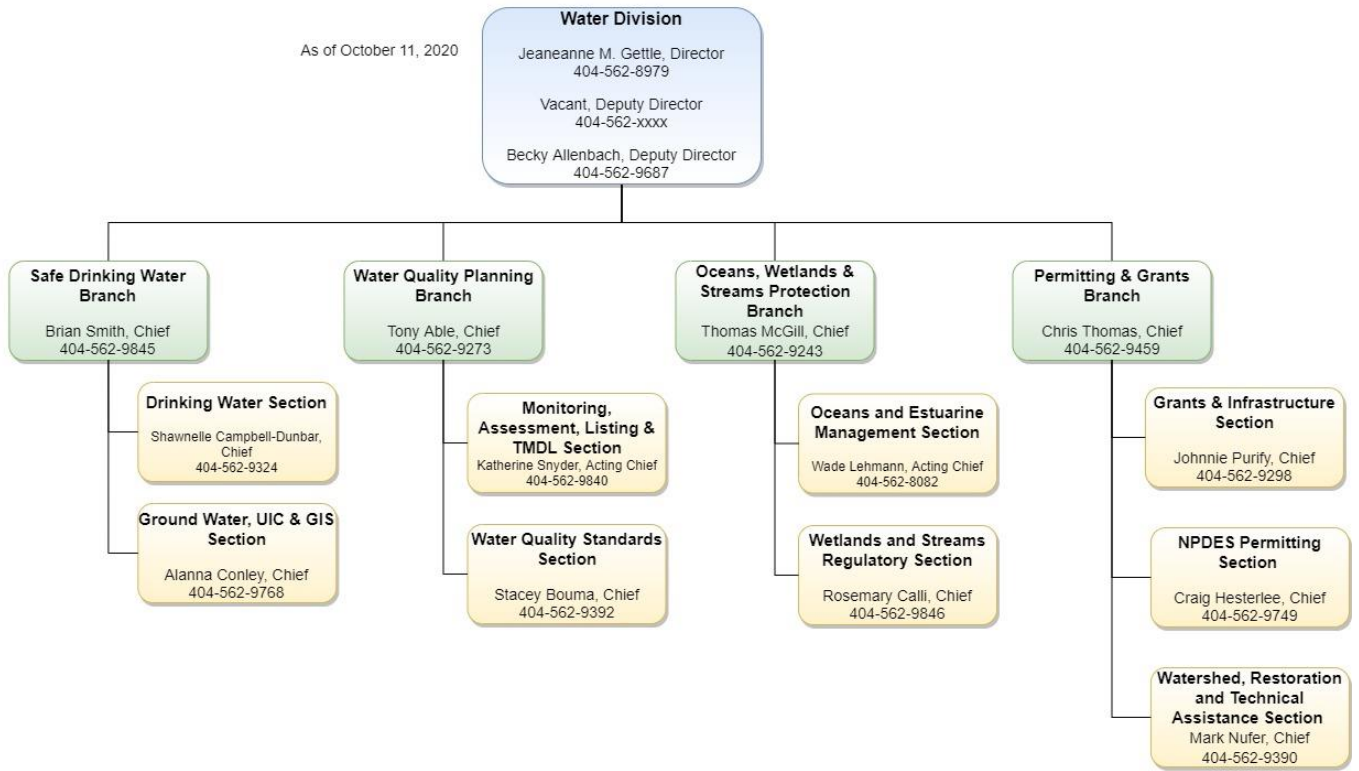 As of October 11, 2020
Water Division
Jeaneanne M. Gettle, Director
404-562-8979
Vacant, Deputy Director
404-562-xxxx
Becky Allenbach, Deputy Director
404-562-9687
Safe Drinking Water
Branch
Brian Smith, Chief
404-562-9845
Drinking Water Section
Shawnelle Campbell-Dunbar,
Chief
404-562-9324
Ground Water, UIC & GIS
Section
Alanna Conley, Chief
404-562-9768
Water Quality Planning
Branch
Tony Able, Chief
404-562-9273
Monitoring,
Assessment, Listing &
TMDL Section
Katherine Snyder, Acting Chief
404-562-9840
Water Quality Standards
Section
Stacey Bouma, Chief
404-562-9392
Oceans, Wetlands &
Streams Protection
Branch
Thomas McGill, Chief
404-562-9243
Oceans and Estuarine
Management Section
Wade Lehmann, Acting Chief
404-562-8082
Wetlands and Streams
Regulatory Section
Rosemary Calli, Chief
404-562-9846
Permitting & Grants
Branch
Chris Thomas, Chief
404-562-9459
Grants & Infrastructure
Section
Johnnie Purify, Chief
404-562-9298
NPDES Permitting
Section
Craig Hesterlee, Chief
404-562-9749
Watershed, Restoration
and Technical
Assistance Section
Mark Nufer, Chief
404-562-9390